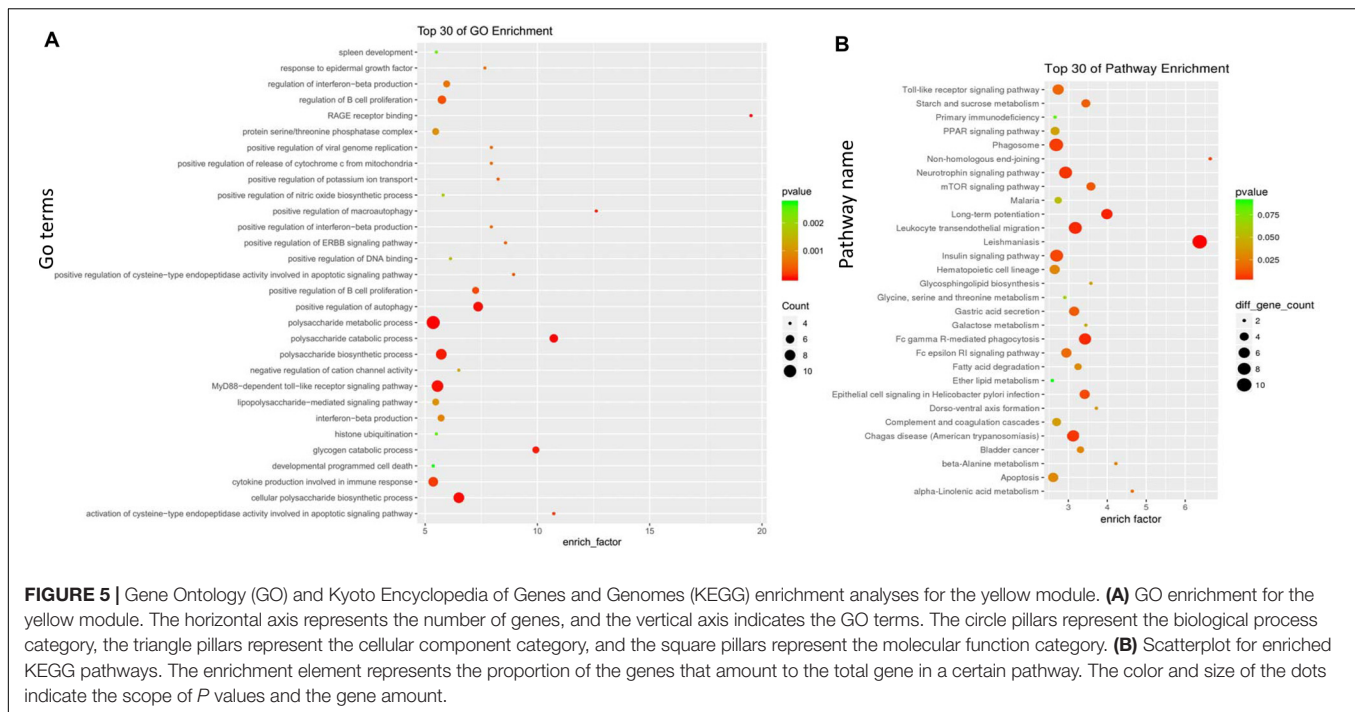 A
Top 30 of GO Enrichment
Go terms
spleen development
response to epidermal growth factor
regulation of interferon-beta production
regulation of B cell proliferation
RAGE receptor binding
protein serine/threonine phosphatase complex
positive regulation of viral genome replication
positive regulation of release of cytochrome c from mitochondria
positive regulation of potassium ion transport
positive regulation of nitric oxide biosynthetic process
positive regulation of macroautophagy
positive regulation of interferon-beta production
positive regulation of ERBB signaling pathway
positive regulation of DNA binding
positive regulation of cysteine-type endopeptidase activity involved in apoptotic signaling pathway
positive regulation of B cell proliferation
positive regulation of autophagy
polysaccharide metabolic process
polysaccharide catabolic process
polysaccharide biosynthetic process
negative regulation of cation channel activity
MyD88-dependent toll-like receptor signaling pathway
lipopolysaccharide-mediated signaling pathway
interferon-beta production
histone ubiquitination
glycogen catabolic process
developmental programmed cell death
cytokine production involved in immune response
cellular polysaccharide biosynthetic process
activation of cysteine-type endopeptidase activity involved in apoptotic signaling pathway
5 10 15 20
enrich_factor
pvalue
0.002
0.001
Count
4
6
8
10
B
Top 30 of Pathway Enrichment
Pathway name
Toll-like receptor signaling pathway
Starch and sucrose metabolism
Primary immunodeficiency
PPAR signaling pathway
Phagosome
Non-homologous end-joining
Neurotrophin signaling pathway
mTOR signaling pathway
Malaria
Long-term potentiation
Leukocyte transendothelial migration
Leishmaniasis
Insulin signaling pathway
Hematopoietic cell lineage
Glycosphingolipid biosynthesis
Glycine, serine and threonine metabolism
Gastric acid secretion
Galactose metabolism
Fc gamma R-mediated phagocytosis
Fc epsilon RI signaling pathway
Fatty acid degradation
Ether lipid metabolism
Epithelial cell signaling in Helicobacter pylori infection
Dorso-ventral axis formation
Complement and coagulation cascades
Chagas disease (American trypanosomiasis)
Bladder cancer
beta-Alanine metabolism
Apoptosis
alpha-Linolenic acid metabolism
3 4 5 6
enrich factor
pvalue
0.075
0.050
0.025
diff_gene_count
2
4
6
8
10
FIGURE 5 | Gene Ontology (GO) and Kyoto Encyclopedia of Genes and Genomes (KEGG) enrichment analyses for the yellow module. (A) GO enrichment for the
yellow module. The horizontal axis represents the number of genes, and the vertical axis indicates the GO terms. The circle pillars represent the biological process
category, the triangle pillars represent the cellular component category, and the square pillars represent the molecular function category. (B) Scatterplot for enriched
KEGG pathways. The enrichment element represents the proportion of the genes that amount to the total gene in a certain pathway. The color and size of the dots
indicate the scope of P values and the gene amount.